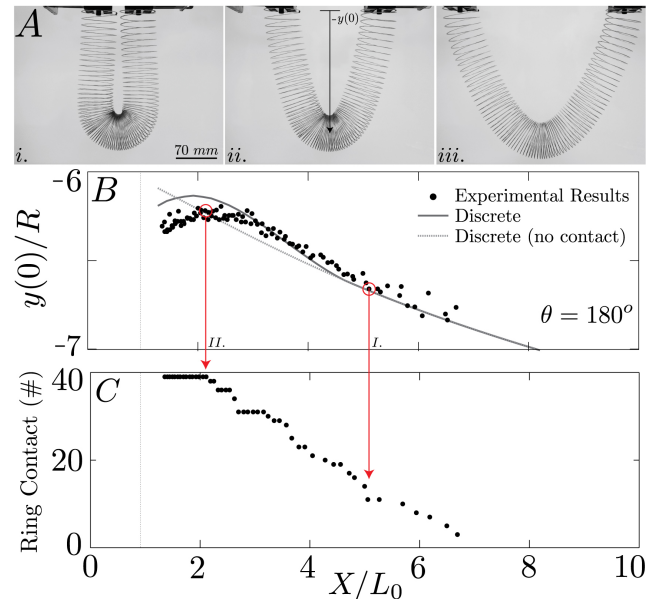 A
-y(0)
i.
70 mm
ii.
iii.
B
-6
-7
y(0)/R
Experimental Results
Discrete
Discrete (no contact)
θ = 180º
II.
I.
C
40
20
0
Ring Contact (#)
0
2
4
6
8
10
X/L₀